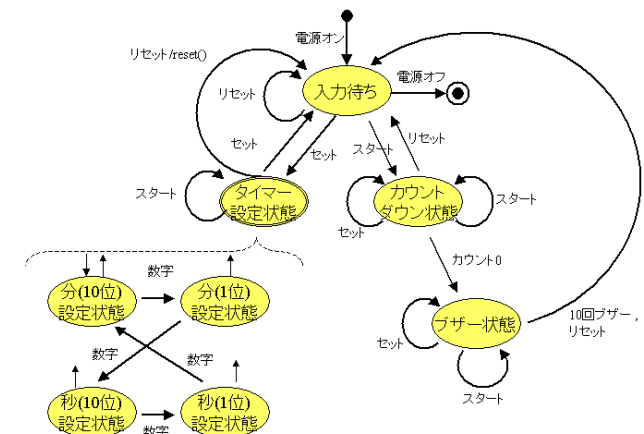 電源オン
リセット/reset()
電源オフ
リセット
入力待ち
セット
セット
スタート
リセット
スタート
タイマー
設定状態
カウント
ダウン状態
スタート
セット
カウント0
数字
分(10位)
設定状態
分(1位)
設定状態
10回ブザー,
リセット
ブザー状態
セット
数字
数字
スタート
秒(10位)
設定状態
秒(1位)
設定状態
数字